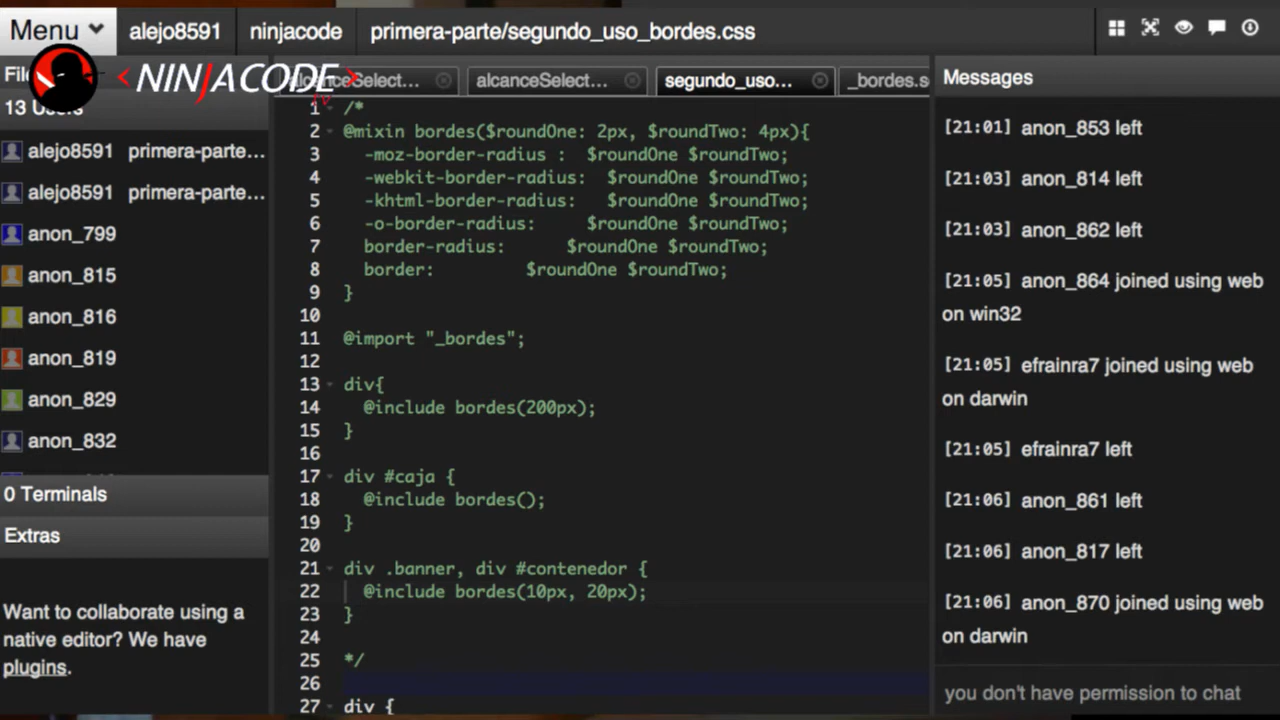 Menu alejo8591 ninjacode primera-parte/segundo_uso_bordes.css
<NINJACODE>
TV
13 Users
alejo8591 primera-parte...
alejo8591 primera-parte...
anon_799
anon_815
anon_816
anon_819
anon_829
anon_832
0 Terminals
Extras
Want to collaborate using a
native editor? We have
plugins.
alcanceSelect... segundo_uso...
1 /*
2 @mixin bordes($roundOne: 2px, $roundTwo: 4px){
3 -moz-border-radius : $roundOne $roundTwo;
4 -webkit-border-radius: $roundOne $roundTwo;
5 -khtml-border-radius: $roundOne $roundTwo;
6 -o-border-radius: $roundOne $roundTwo;
7 border-radius: $roundOne $roundTwo;
8 border: $roundOne $roundTwo;
9 }
10
11 @import "_bordes";
12
13 div{
14 @include bordes(200px);
15 }
16
17 div #caja {
18 @include bordes();
19 }
20
21 div .banner, div #contenedor {
22 @include bordes(10px, 20px);
23 }
24
25 */
26
27 div {
Messages
[21:01] anon_853 left
[21:03] anon_814 left
[21:03] anon_862 left
[21:05] anon_864 joined using web
on win32
[21:05] efrainra7 joined using web
on darwin
[21:05] efrainra7 left
[21:06] anon_861 left
[21:06] anon_817 left
[21:06] anon_870 joined using web
on darwin
you don't have permission to chat